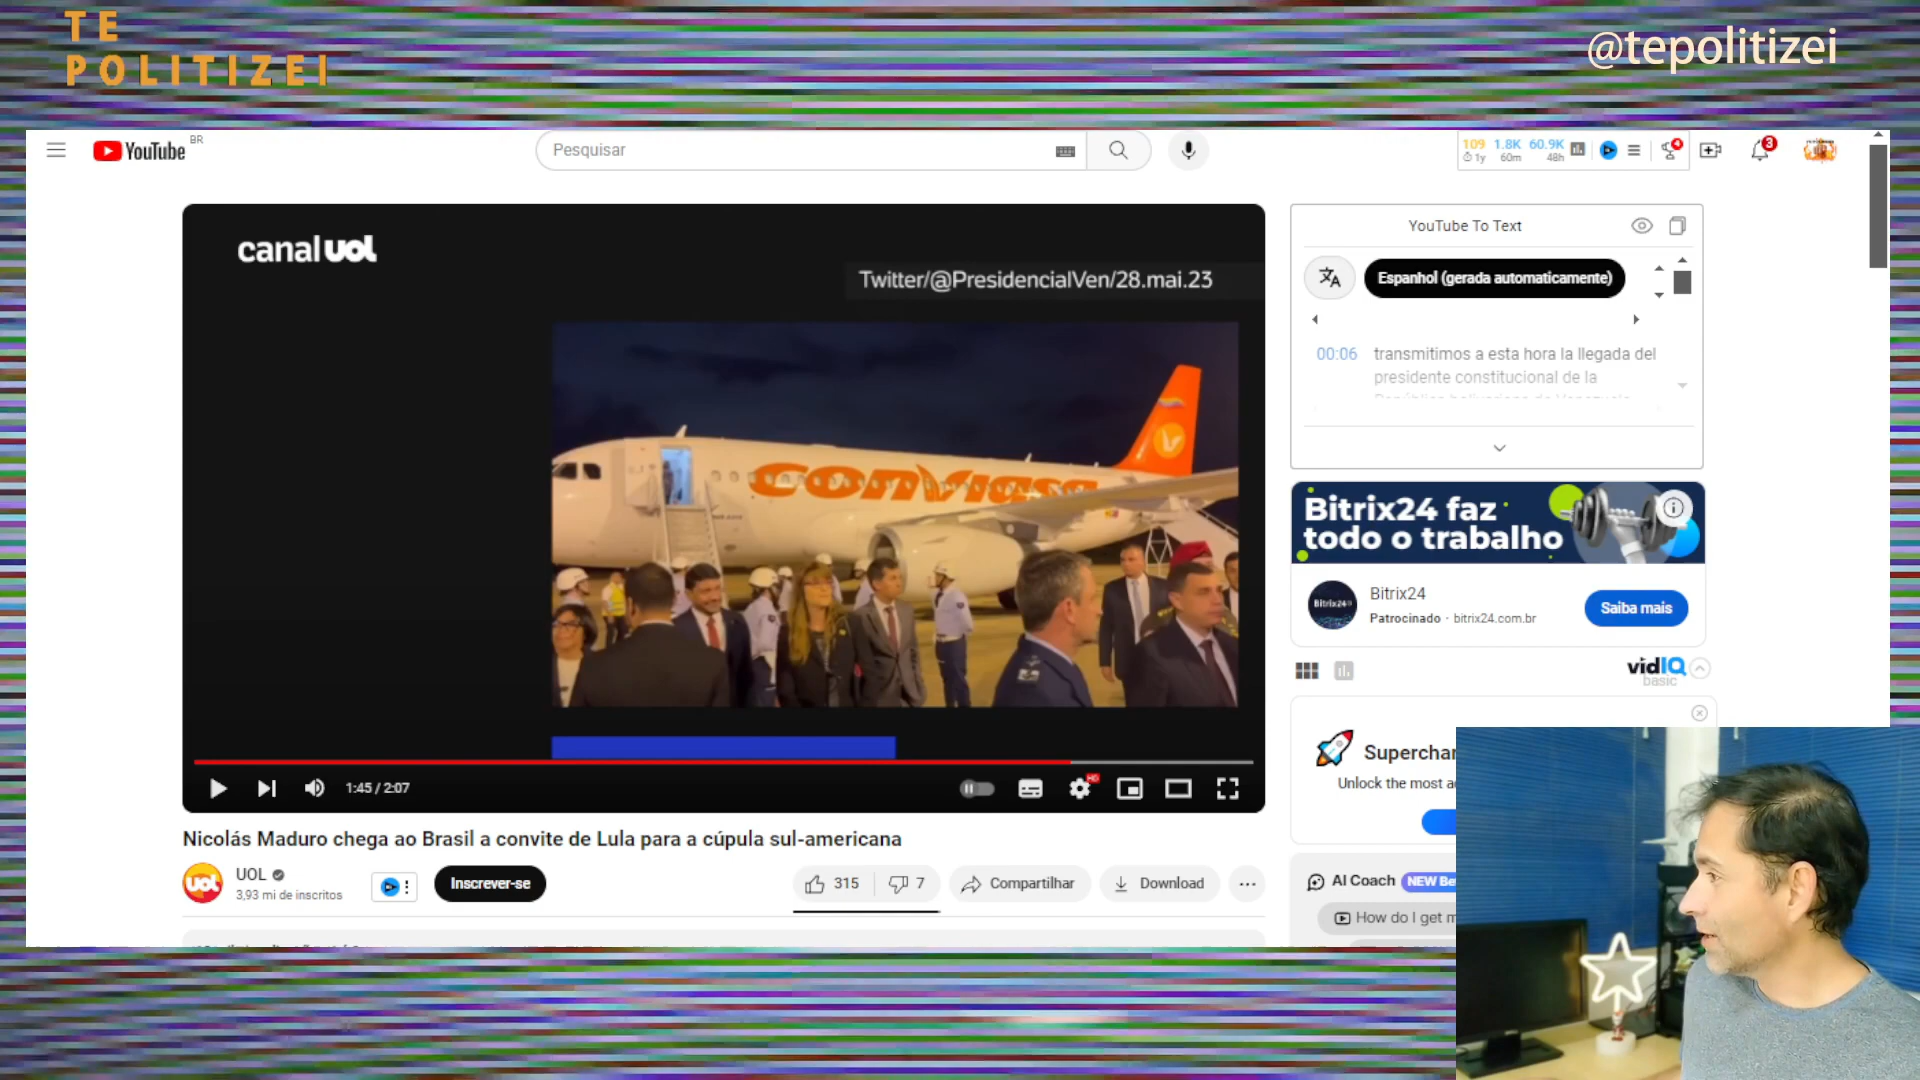 TE
POLITIZEI
@tepolitizei
YouTube
BR
Pesquisar
109
1y
1.8K
60m
60.9K
48h
4
3
canal uol
Twitter/@PresidencialVen/28.mai.23
conviasa
1:45 / 2:07
HD
Nicolás Maduro chega ao Brasil a convite de Lula para a cúpula sul-americana
uol
UOL
3,93 mi de inscritos
Inscrever-se
315
7
Compartilhar
Download
YouTube To Text
Espanhol (gerada automaticamente)
00:06
transmitimos a esta hora la llegada del
presidente constitucional de la
Bitrix24 faz
todo o trabalho
Bitrix24
Bitrix24
Patrocinado · bitrix24.com.br
Saiba mais
vidIQ
basic
Superchar
Unlock the most a
AI Coach
NEW Be
How do I get m